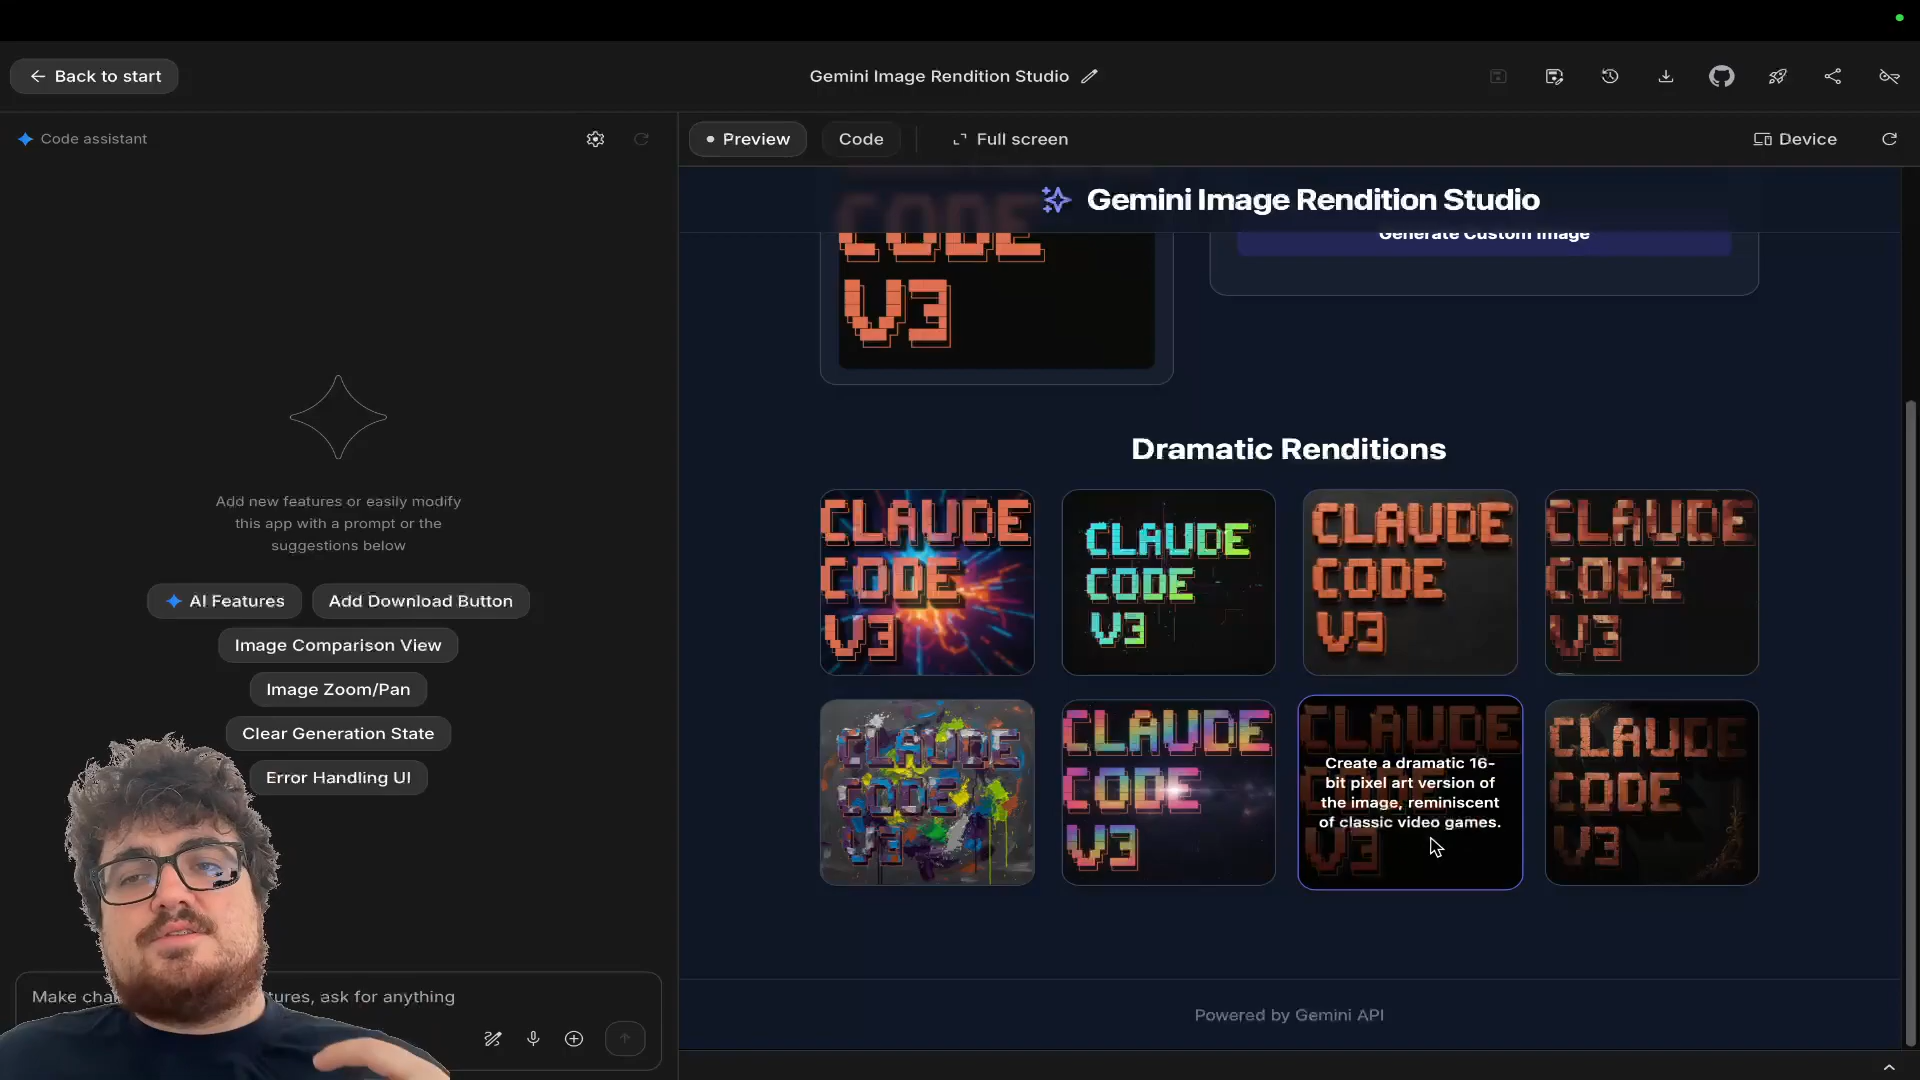 Back to start
Gemini Image Rendition Studio
Code assistant
Preview
Code
Full screen
Device
Gemini Image Rendition Studio
CODE
V3
Generate Custom Image
Add new features or easily modify
this app with a prompt or the
suggestions below
AI Features
Add Download Button
Image Comparison View
Image Zoom/Pan
Clear Generation State
Error Handling UI
Dramatic Renditions
CLAUDE
CODE
V3
CLAUDE
CODE
V3
CLAUDE
CODE
V3
CLAUDE
CODE
V3
CLAUDE
CODE
V3
CLAUDE
CODE
V3
CLAUDE
Create a dramatic 16-
bit pixel art version of
the image, reminiscent
of classic video games.
V3
CLAUDE
CODE
V3
ask for anything
Powered by Gemini API